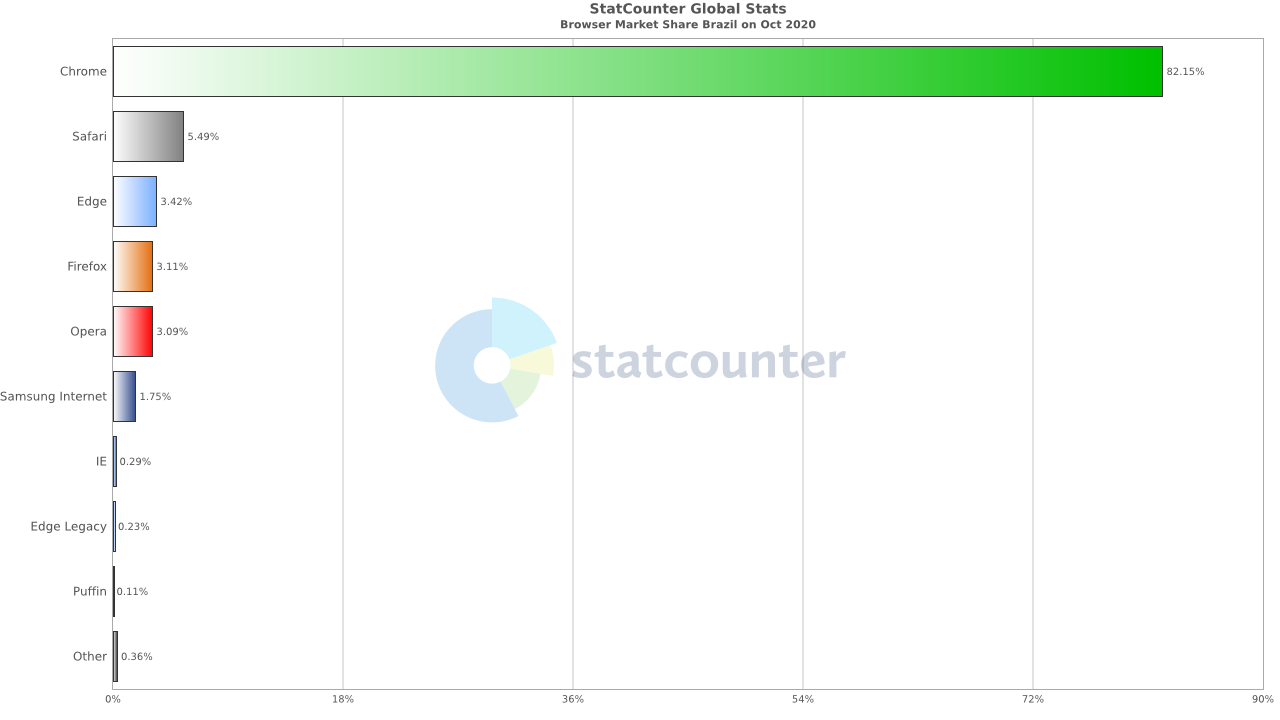 StatCounter Global Stats
Browser Market Share Brazil on Oct 2020
Chrome 82.15%
Safari 5.49%
Edge 3.42%
Firefox 3.11%
Opera 3.09%
Samsung Internet 1.75%
IE 0.29%
Edge Legacy 0.23%
Puffin 0.11%
Other 0.36%
statcounter
0% 18% 36% 54% 72% 90%